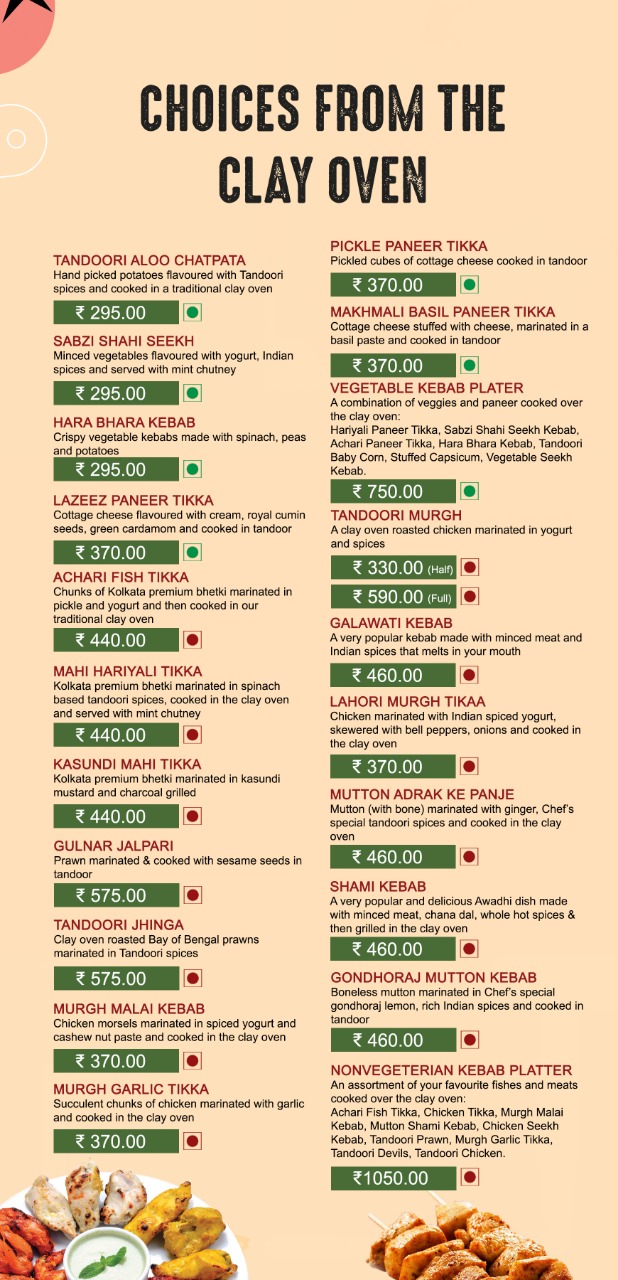 CHOICES FROM THE
CLAY OVEN
TANDOORI ALOO CHATPATA
Hand picked potatoes flavoured with Tandoori
spices and cooked in a traditional clay oven
₹ 295.00
SABZI SHAHI SEEKH
Minced vegetables flavoured with yogurt, Indian
spices and served with mint chutney
₹ 295.00
HARA BHARA KEBAB
Crispy vegetable kebabs made with spinach, peas
and potatoes
₹ 295.00
LAZEEZ PANEER TIKKA
Cottage cheese flavoured with cream, royal cumin
seeds, green cardamom and cooked in tandoor
₹ 370.00
ACHARI FISH TIKKA
Chunks of Kolkata premium bhetki marinated in
pickle and yogurt and then cooked in our
traditional clay oven
₹ 440.00
MAHI HARIYALI TIKKA
Kolkata premium bhetki marinated in spinach
based tandoori spices, cooked in the clay oven
and served with mint chutney
₹ 440.00
KASUNDI MAHI TIKKA
Kolkata premium bhetki marinated in kasundi
mustard and charcoal grilled
₹ 440.00
GULNAR JALPARI
Prawn marinated & cooked with sesame seeds in
tandoor
₹ 575.00
TANDOORI JHINGA
Clay oven roasted Bay of Bengal prawns
marinated in Tandoori spices
₹ 575.00
MURGH MALAI KEBAB
Chicken morsels marinated in spiced yogurt and
cashew nut paste and cooked in the clay oven
₹ 370.00
MURGH GARLIC TIKKA
Succulent chunks of chicken marinated with garlic
and cooked in the clay oven
₹ 370.00
PICKLE PANEER TIKKA
Pickled cubes of cottage cheese cooked in tandoor
₹ 370.00
MAKHMALI BASIL PANEER TIKKA
Cottage cheese stuffed with cheese, marinated in a
basil paste and cooked in tandoor
₹ 370.00
VEGETABLE KEBAB PLATER
A combination of veggies and paneer cooked over
the clay oven:
Hariyali Paneer Tikka, Sabzi Shahi Seekh Kebab,
Achari Paneer Tikka, Hara Bhara Kebab, Tandoori
Baby Corn, Stuffed Capsicum, Vegetable Seekh
Kebab.
₹ 750.00
TANDOORI MURGH
A clay oven roasted chicken marinated in yogurt
and spices
₹ 330.00 (Half)
₹ 590.00 (Full)
GALAWATI KEBAB
A very popular kebab made with minced meat and
Indian spices that melts in your mouth
₹ 460.00
LAHORI MURGH TIKAA
Chicken marinated with Indian spiced yogurt,
skewered with bell peppers, onions and cooked in
the clay oven
₹ 370.00
MUTTON ADRAK KE PANJE
Mutton (with bone) marinated with ginger, Chef's
special tandoori spices and cooked in the clay
oven
₹ 460.00
SHAMI KEBAB
A very popular and delicious Awadhi dish made
with minced meat, chana dal, whole hot spices &
then grilled in the clay oven
₹ 460.00
GONDHORAJ MUTTON KEBAB
Boneless mutton marinated in Chef's special
gondhoraj lemon, rich Indian spices and cooked in
tandoor
₹ 460.00
NONVEGETERIAN KEBAB PLATTER
An assortment of your favourite fishes and meats
cooked over the clay oven:
Achari Fish Tikka, Chicken Tikka, Murgh Malai
Kebab, Mutton Shami Kebab, Chicken Seekh
Kebab, Tandoori Prawn, Murgh Garlic Tikka,
Tandoori Devils, Tandoori Chicken.
₹1050.00